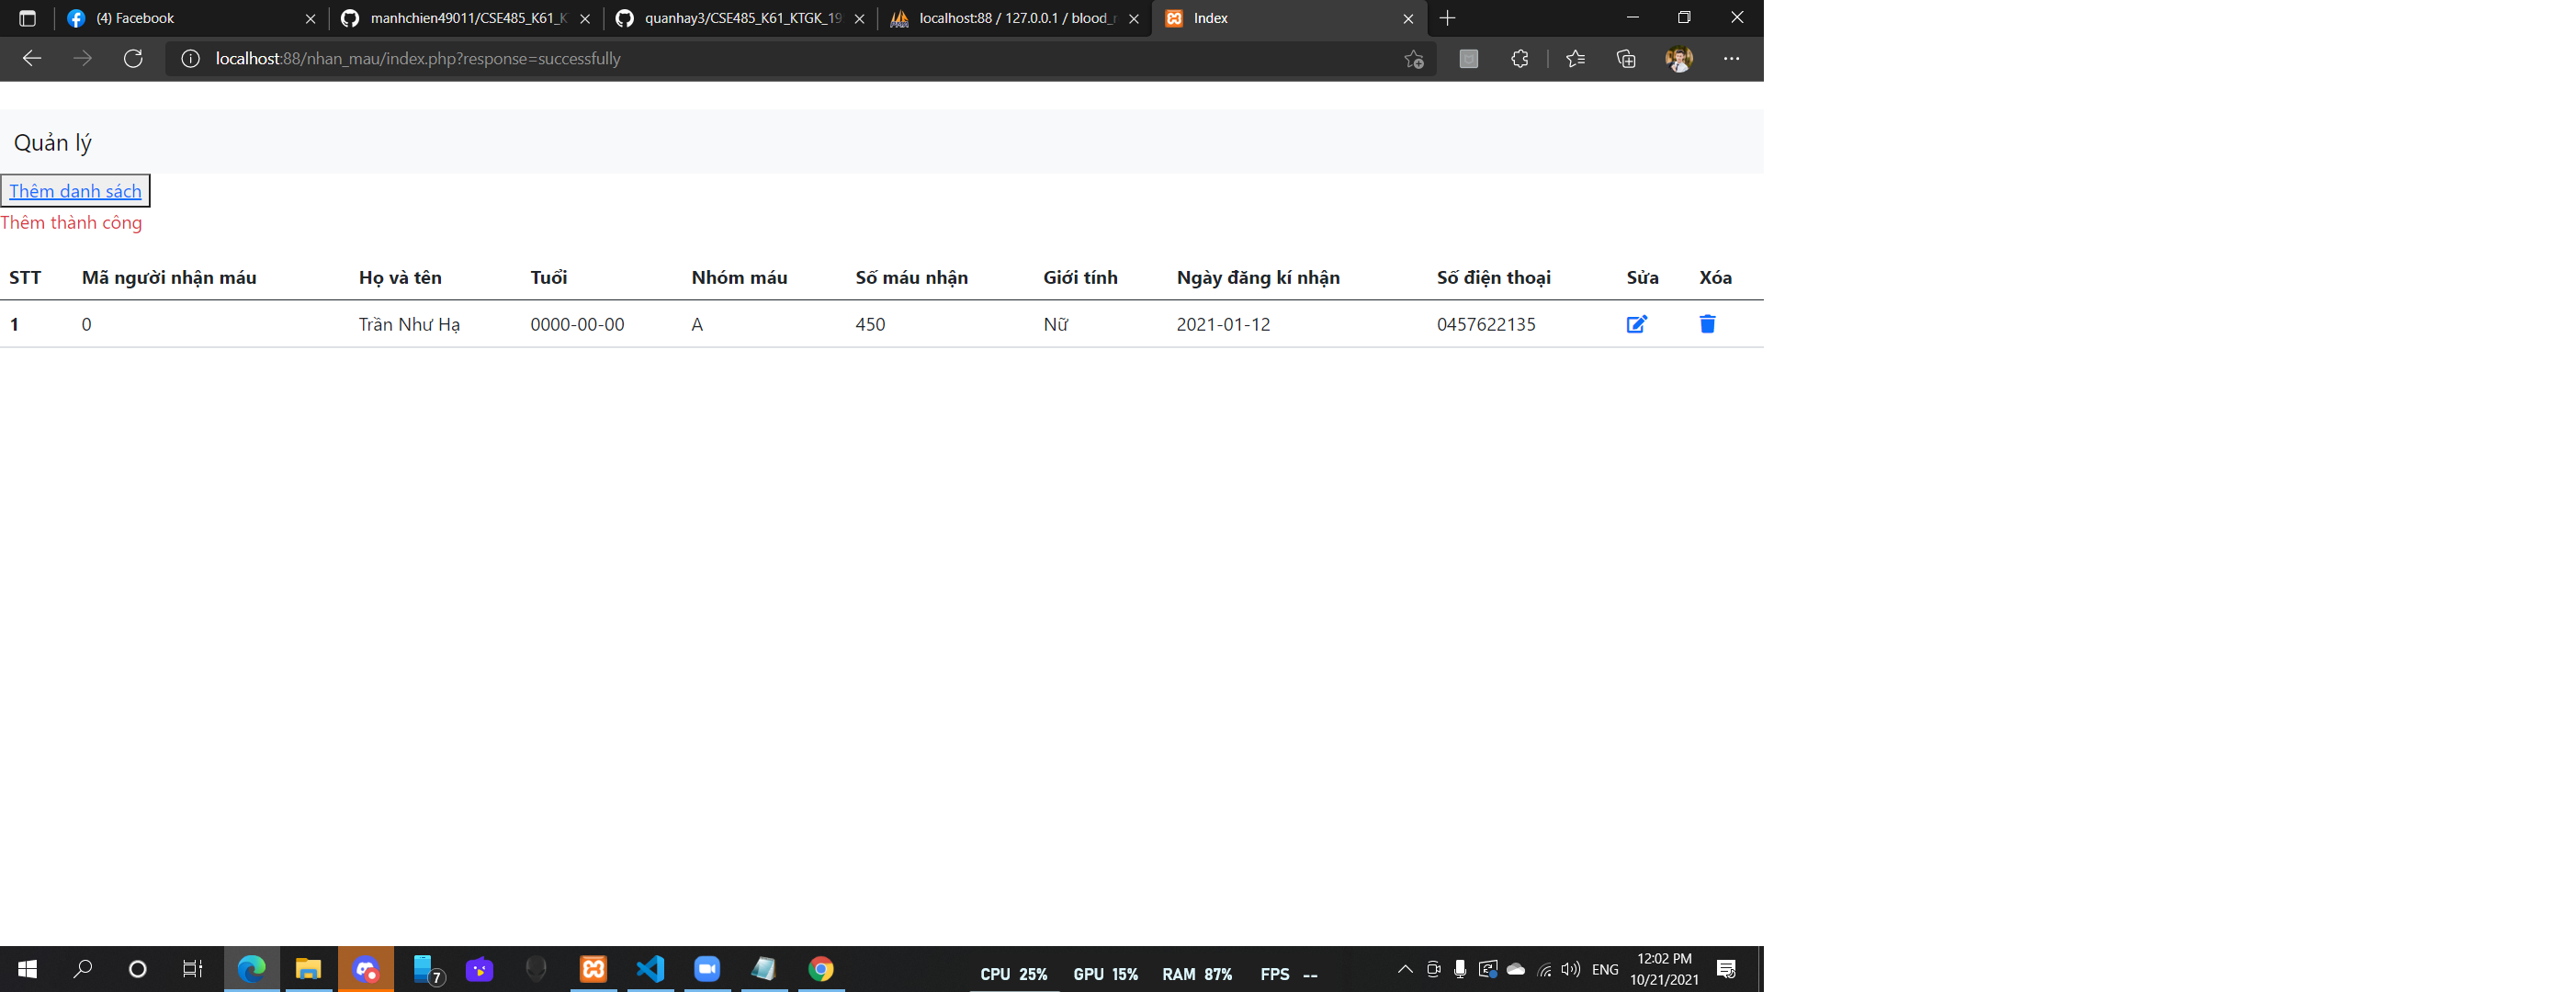 (4) Facebook
manhchien49011/CSE485_K61_K
quanhay3/CSE485_K61_KTGK_19
localhost:88 / 127.0.0.1 / blood_r
Index
localhost:88/nhan_mau/index.php?response=successfully
Quản lý
Thêm danh sách
Thêm thành công
STT Mã người nhận máu Họ và tên Tuổi Nhóm máu Số máu nhận Giới tính Ngày đăng kí nhận Số điện thoại Sửa Xóa
1 0 Trần Như Hạ 0000-00-00 A 450 Nữ 2021-01-12 0457622135
7
CPU 25% GPU 15% RAM 87% FPS --
ENG
12:02 PM
10/21/2021